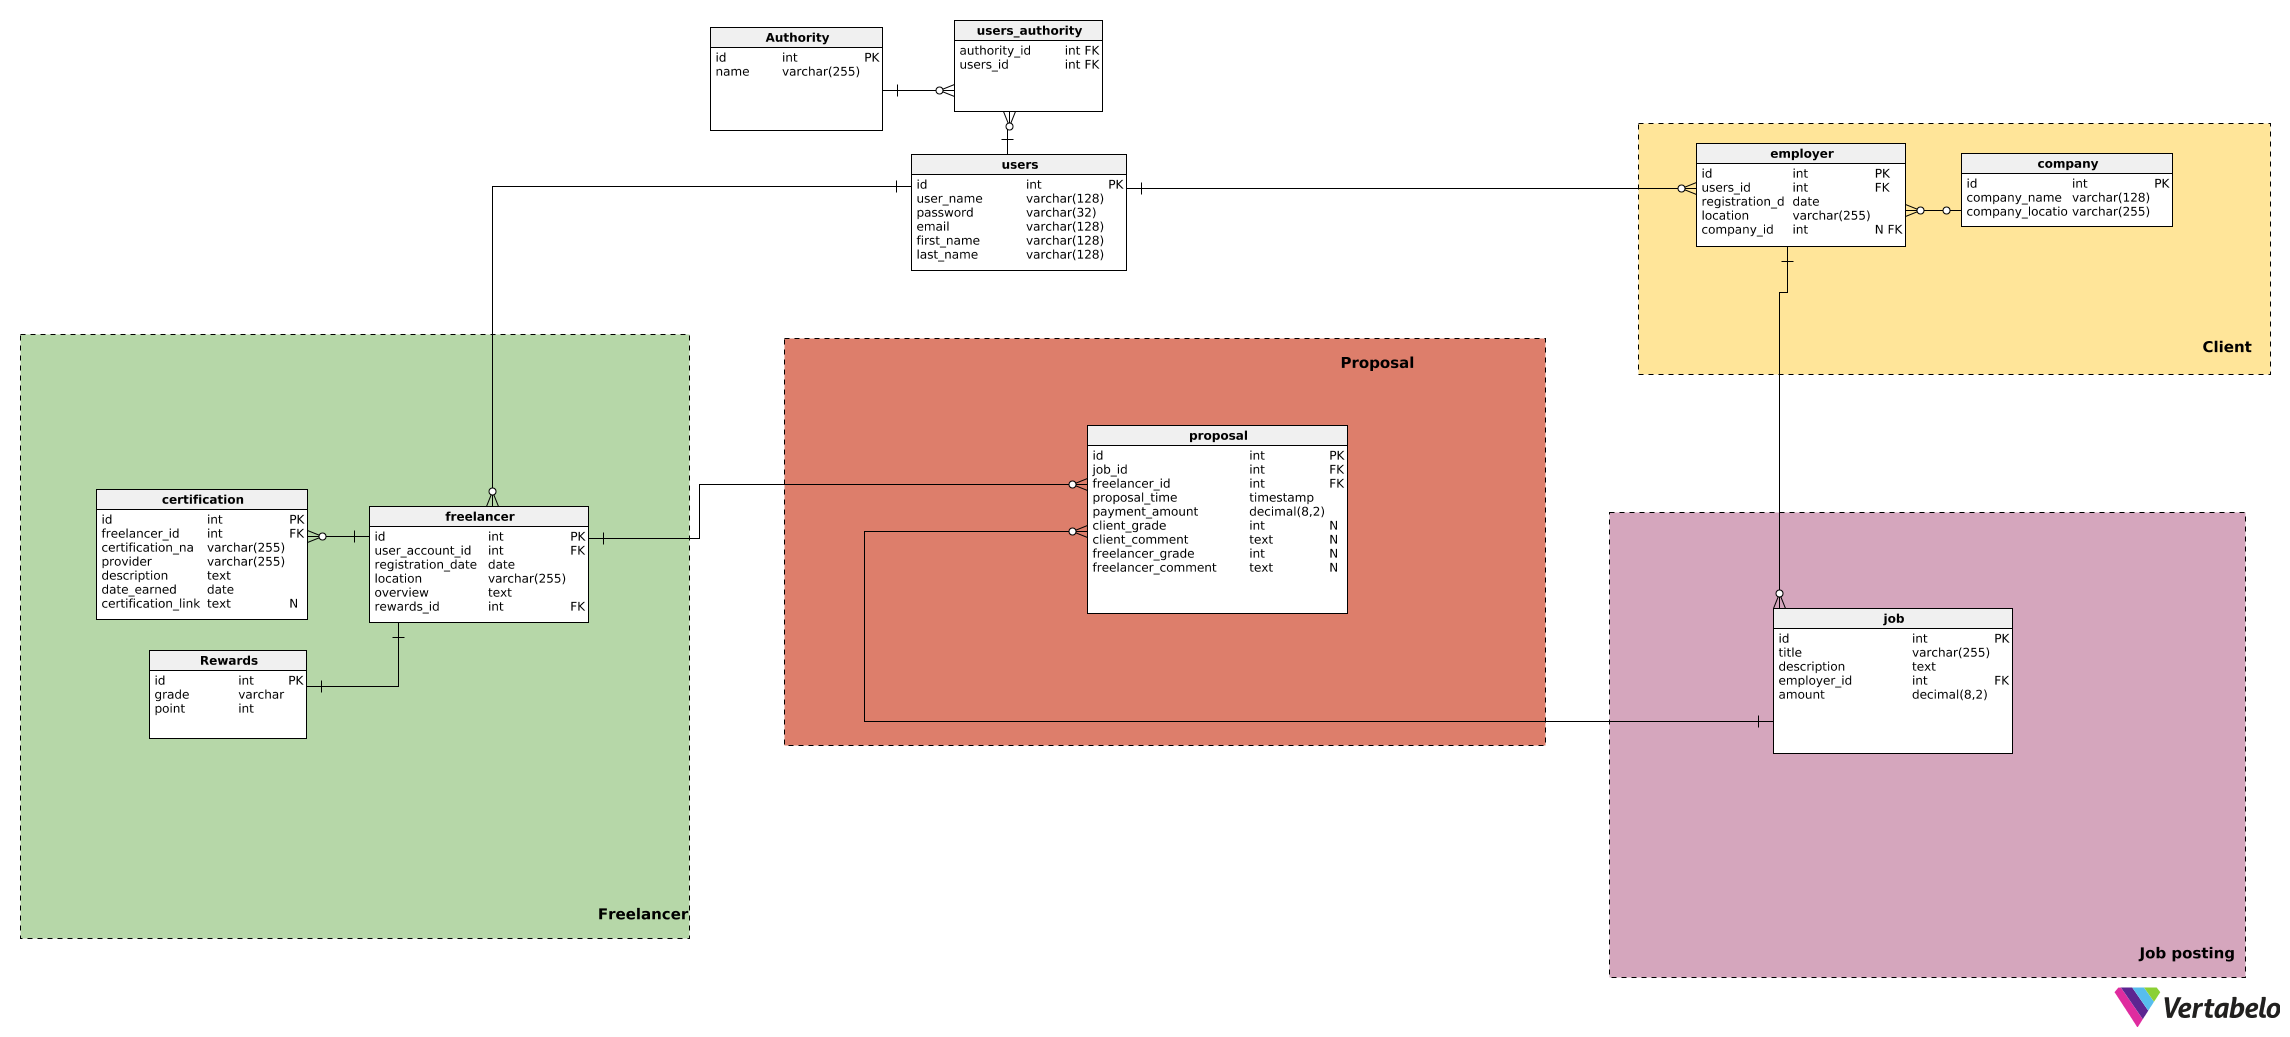 Authority
id int PK
name varchar(255)
users_authority
authority_id int FK
users_id int FK
users
id int PK
user_name varchar(128)
password varchar(32)
email varchar(128)
first_name varchar(128)
last_name varchar(128)
employer
id int PK
users_id int FK
registration_d date
location varchar(255)
company_id int N FK
company
id int PK
company_name varchar(128)
company_locatio varchar(255)
Client
Proposal
proposal
id int PK
job_id int FK
freelancer_id int FK
proposal_time timestamp
payment_amount decimal(8,2)
client_grade int N
client_comment text N
freelancer_grade int N
freelancer_comment text N
certification
id int PK
freelancer_id int FK
certification_na varchar(255)
provider varchar(255)
description text
date_earned date
certification_link text N
freelancer
id int PK
user_account_id int FK
registration_date date
location varchar(255)
overview text
rewards_id int FK
Rewards
id int PK
grade varchar
point int
Freelancer
job
id int PK
title varchar(255)
description text
employer_id int FK
amount decimal(8,2)
Job posting
Vertabelo